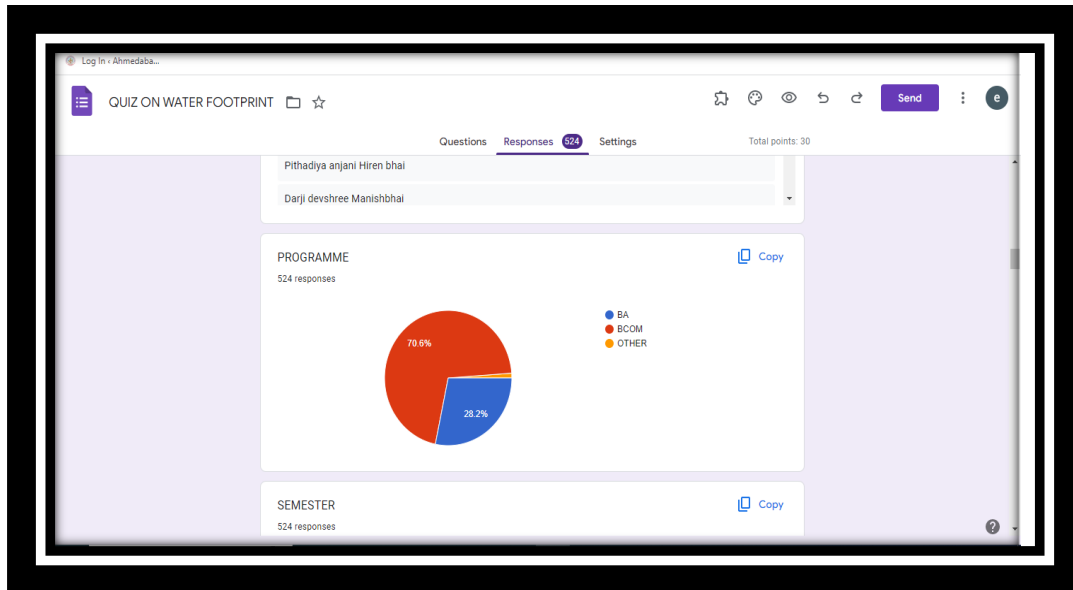 Log In ‹ Ahmedaba...
QUIZ ON WATER FOOTPRINT
Send
e
Questions Responses 524 Settings Total points: 30
Pithadiya anjani Hiren bhai
Darji devshree Manishbhai
PROGRAMME
Copy
524 responses
BA
BCOM
OTHER
70.6%
28.2%
SEMESTER
Copy
524 responses